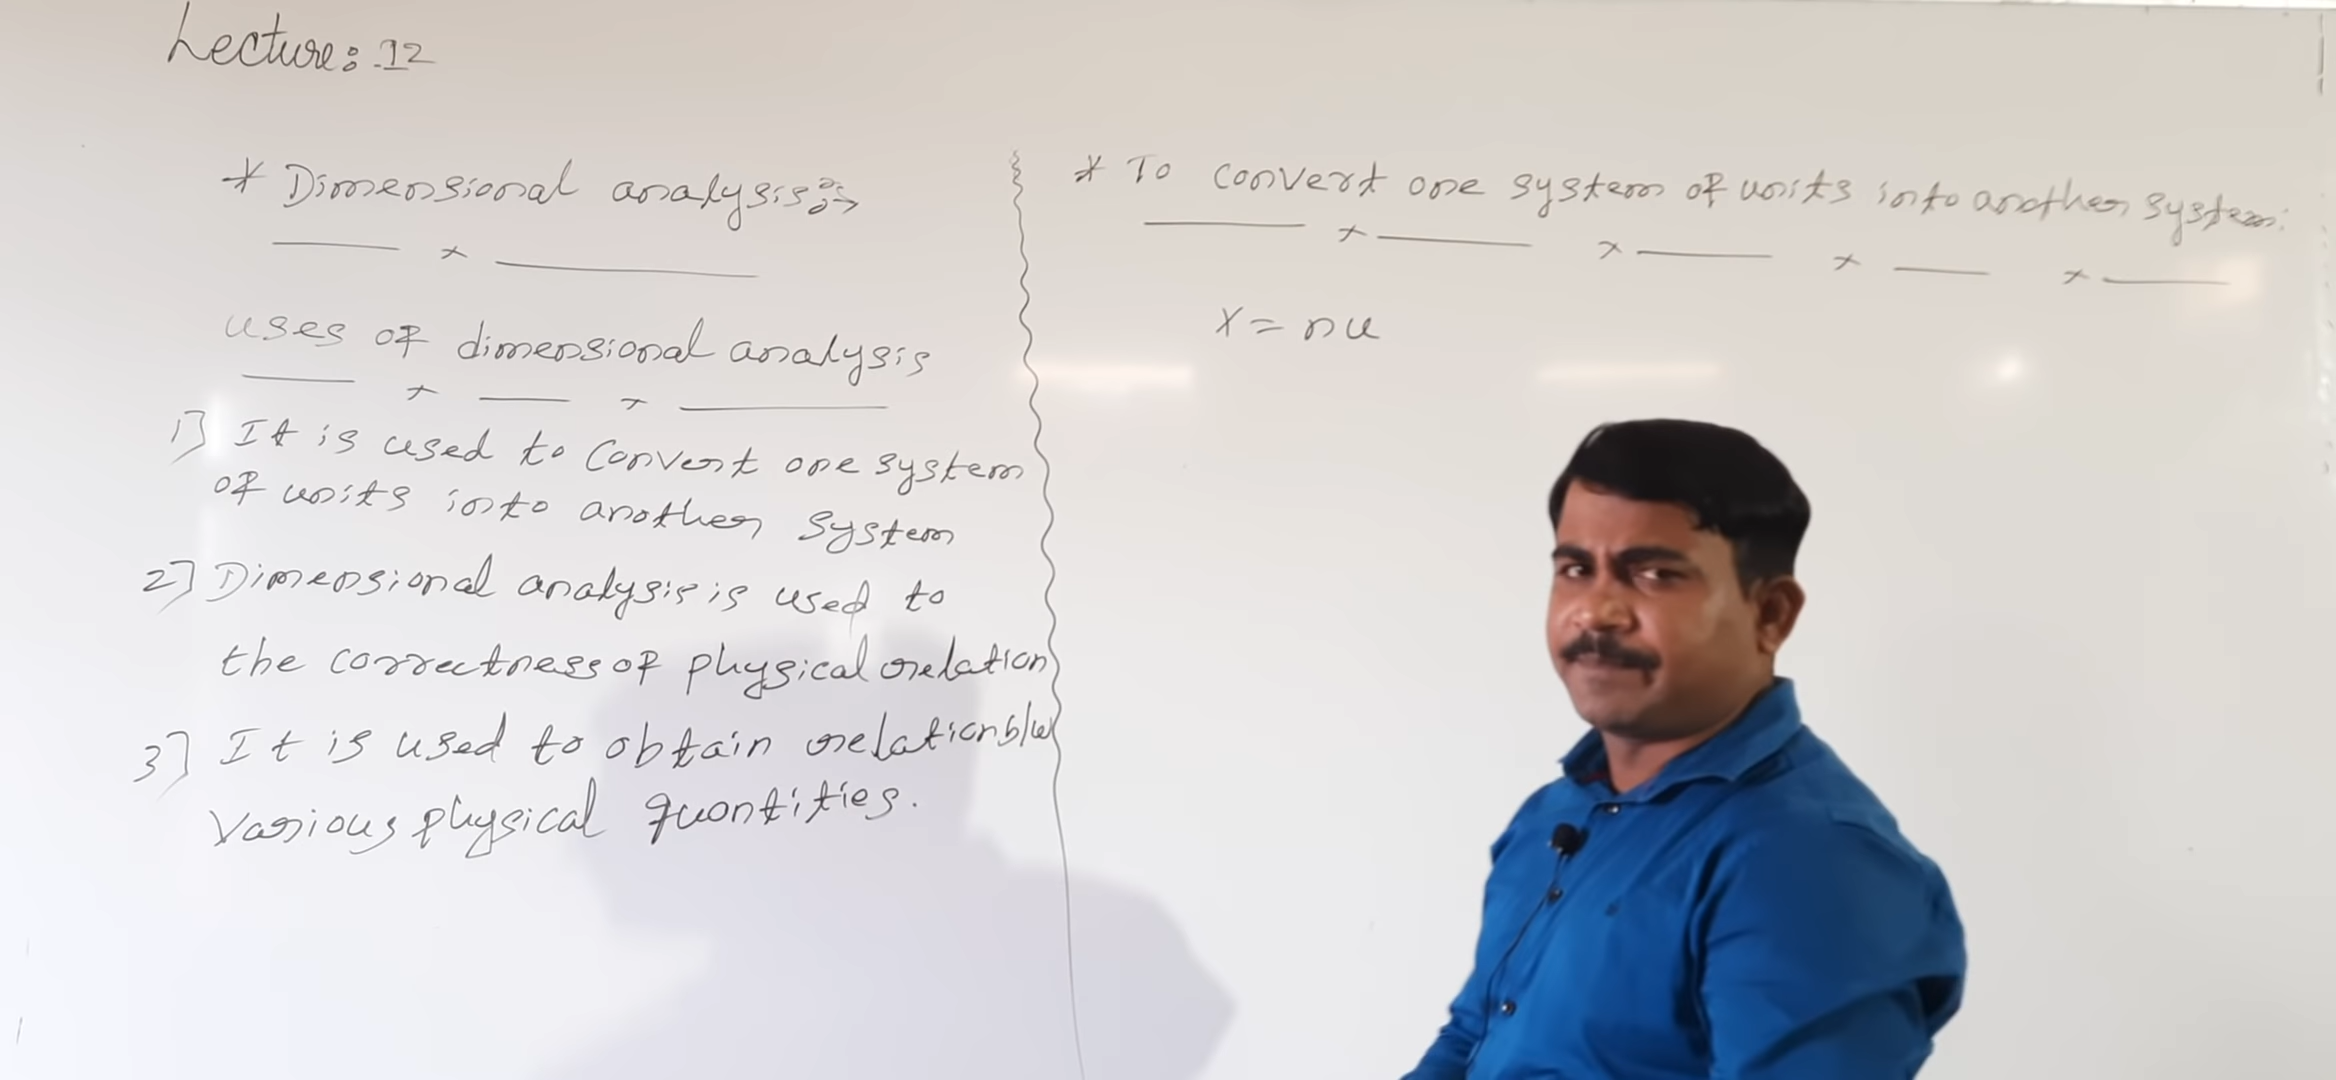 Lecture: 12
* Dimensional analysis:→
uses of dimensional analysis
1] It is used to convert one system
of units into another system
2] Dimensional analysis is used to
the correctness of physical relation
3] It is used to obtain relation b/w
Various physical quantities.
* To convert one system of units into another system:
X = nu